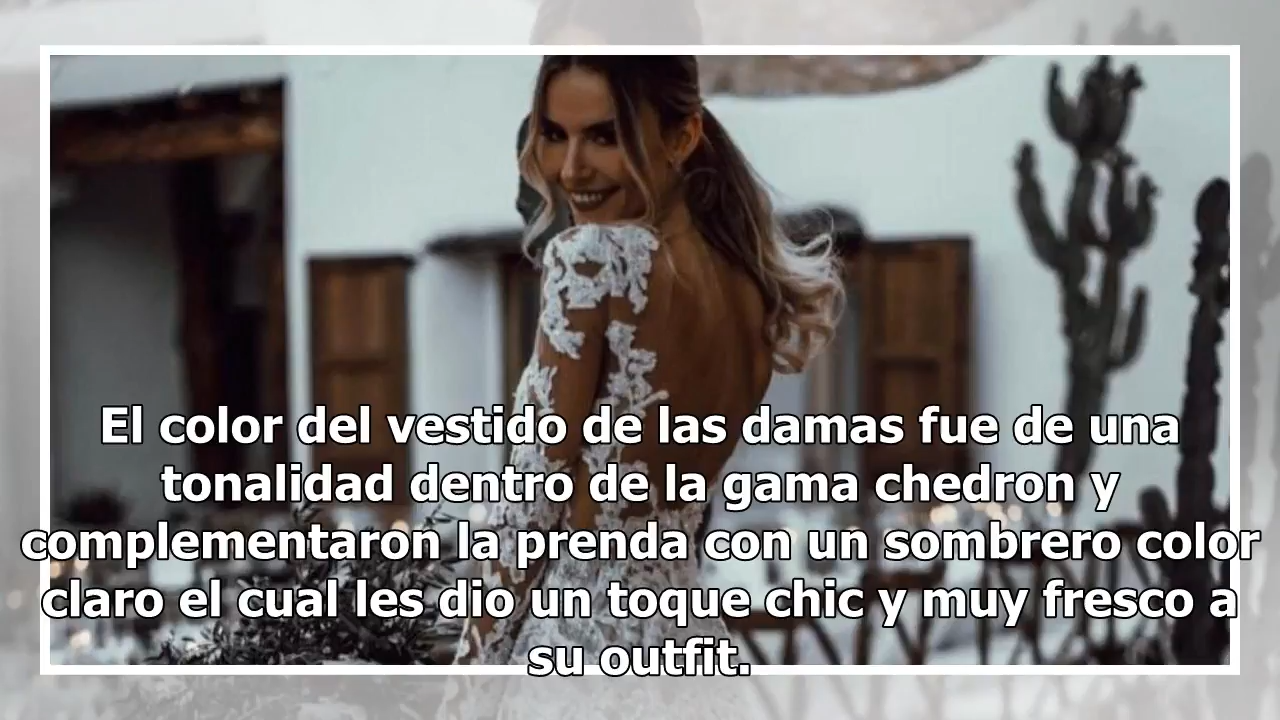 El color del vestido de las damas fue de una
tonalidad dentro de la gama chedron y
complementaron la prenda con un sombrero color
claro el cual les dio un toque chic y muy fresco a
su outfit.